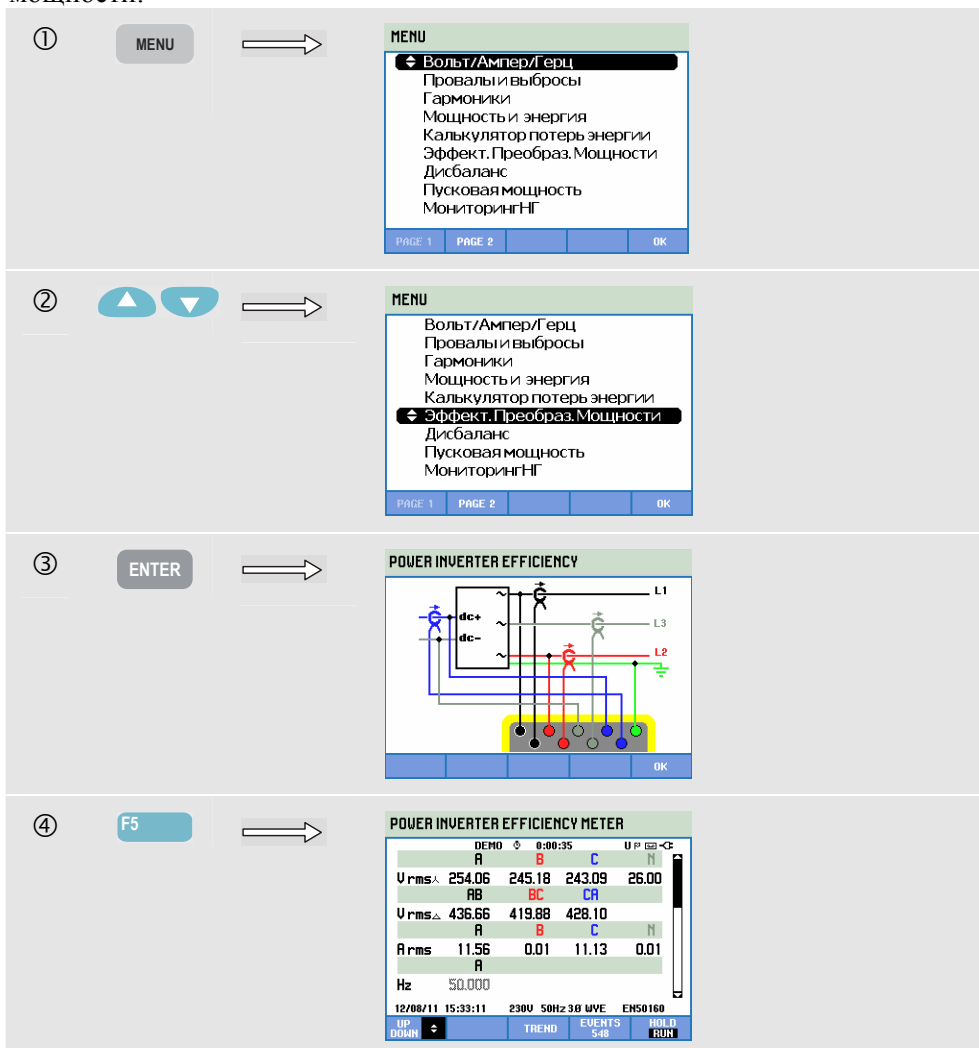 мощности.
①
MENU
MENU
Вольт/Ампер/Герц
Провалы и выбросы
Гармоники
Мощность и энергия
Калькулятор потерь энергии
Эффект. Преобраз. Мощности
Дисбаланс
Пусковая мощность
МониторингНГ
PAGE 1 PAGE 2 OK
②
MENU
Вольт/Ампер/Герц
Провалы и выбросы
Гармоники
Мощность и энергия
Калькулятор потерь энергии
Эффект. Преобраз. Мощности
Дисбаланс
Пусковая мощность
МониторингНГ
PAGE 1 PAGE 2 OK
③
ENTER
POWER INVERTER EFFICIENCY
L1
dc+
L3
dc-
L2
OK
④
F5
POWER INVERTER EFFICIENCY METER
DEMO 0:00:35 U P
A B C N
V rms 254.06 245.18 243.09 26.00
AB BC CA
V rms 436.66 419.88 428.10
A B C N
A rms 11.56 0.01 11.13 0.01
A
Hz 50.000
12/08/11 15:33:11 230V 50Hz 3.0 WYE EN50160
UP DOWN TREND EVENTS 548 HOLD RUN